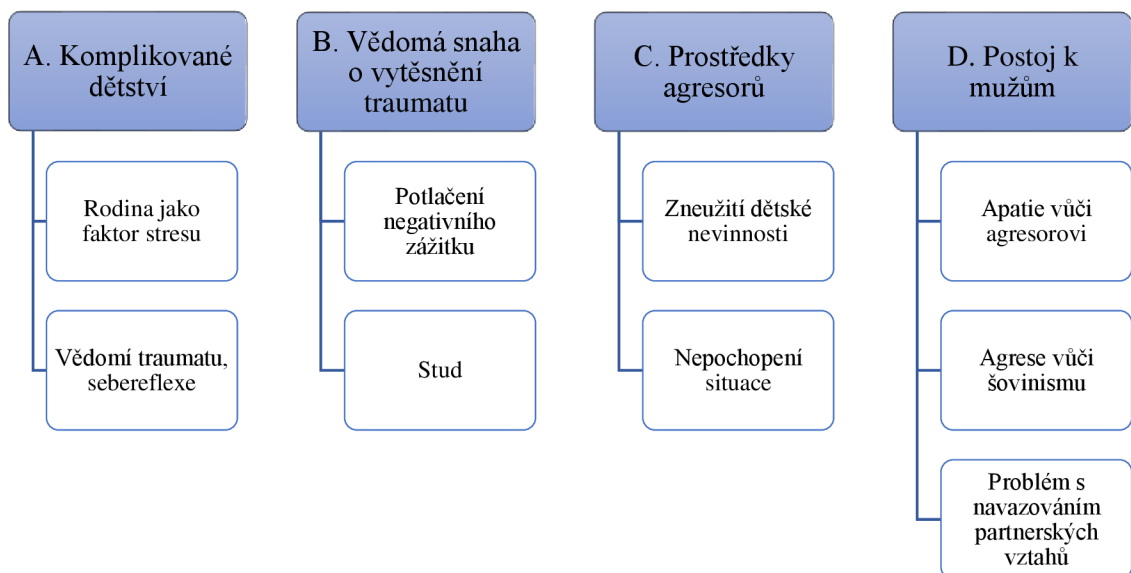 A. Komplikované
dětství
Rodina jako
faktor stresu
Vědomí traumatu,
sebereflexe
B. Vědomá snaha
o vytěsnění
traumatu
Potlačení
negativního
zážitku
Stud
C. Prostředky
agresorů
Zneužití dětské
nevinnosti
Nepochopení
situace
D. Postoj k
mužům
Apatie vůči
agresorovi
Agrese vůči
šovinismu
Problém s
navazováním
partnerských
vztahů